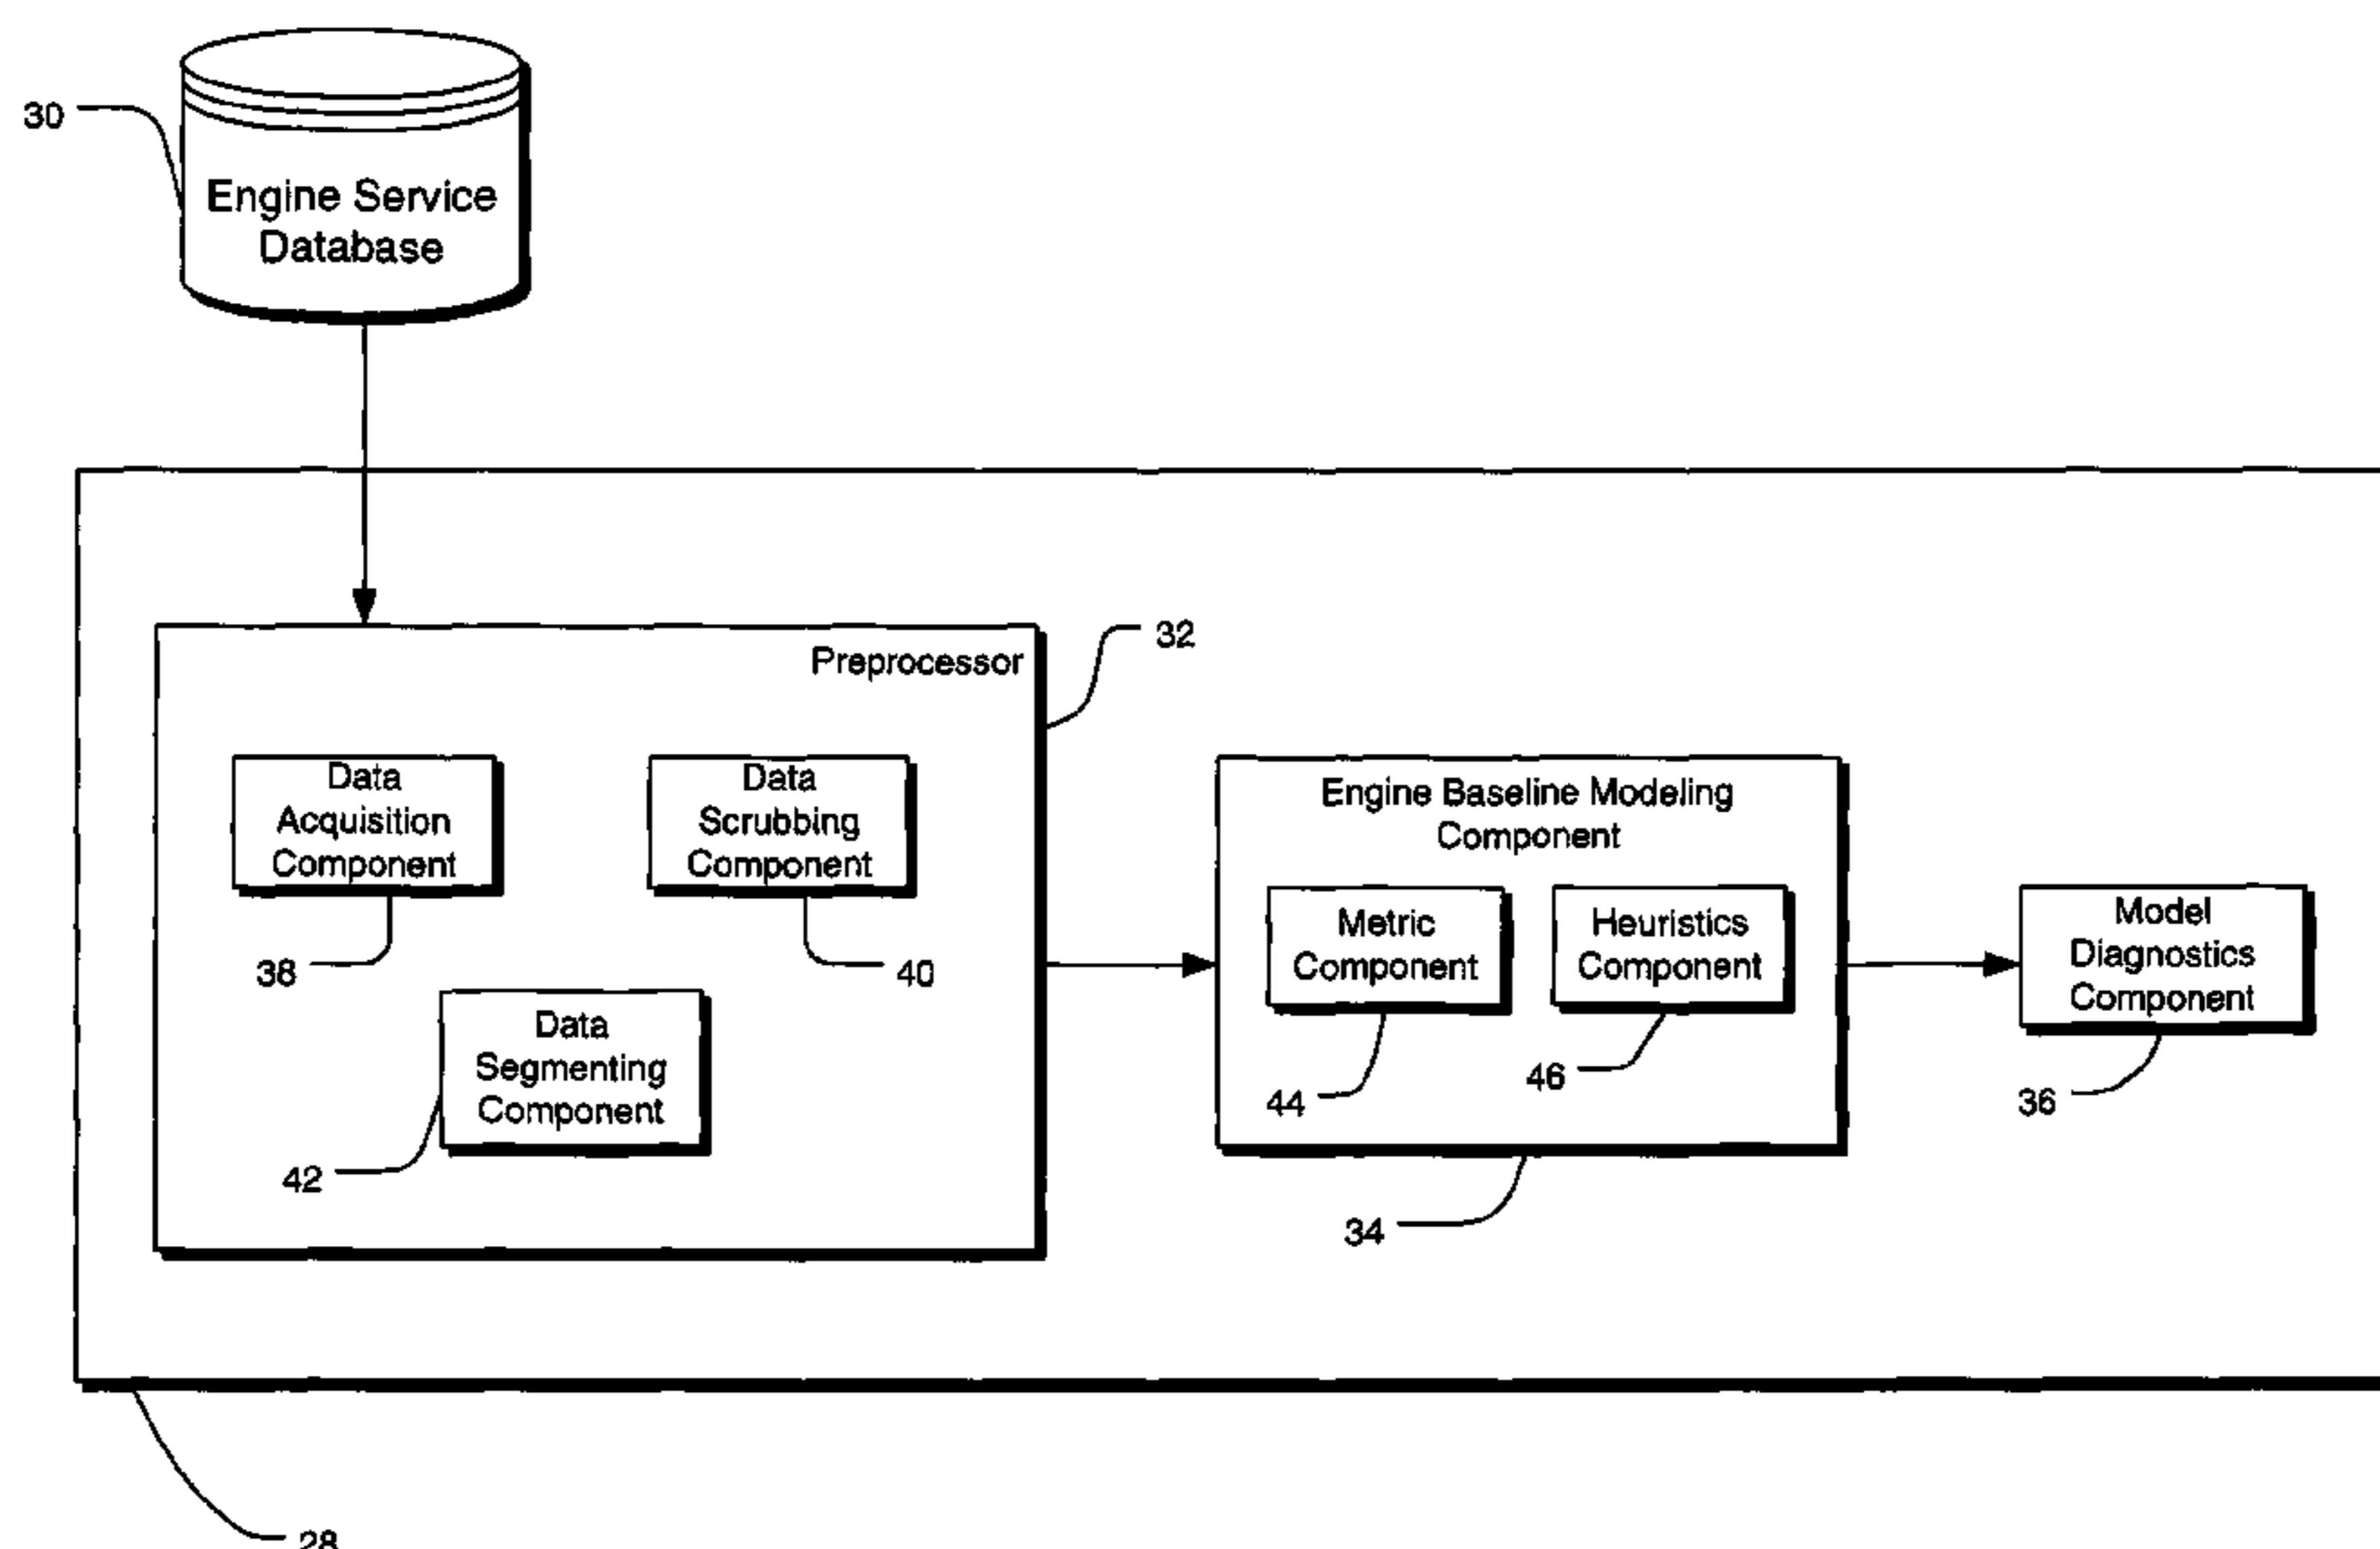 30
Engine Service
Database
32
Preprocessor
Data
Acquisition
Component
38
Data
Scrubbing
Component
40
Data
Segmenting
Component
42
Engine Baseline Modeling
Component
Metric
Component
44
Heuristics
Component
46
34
Model
Diagnostics
Component
36
28